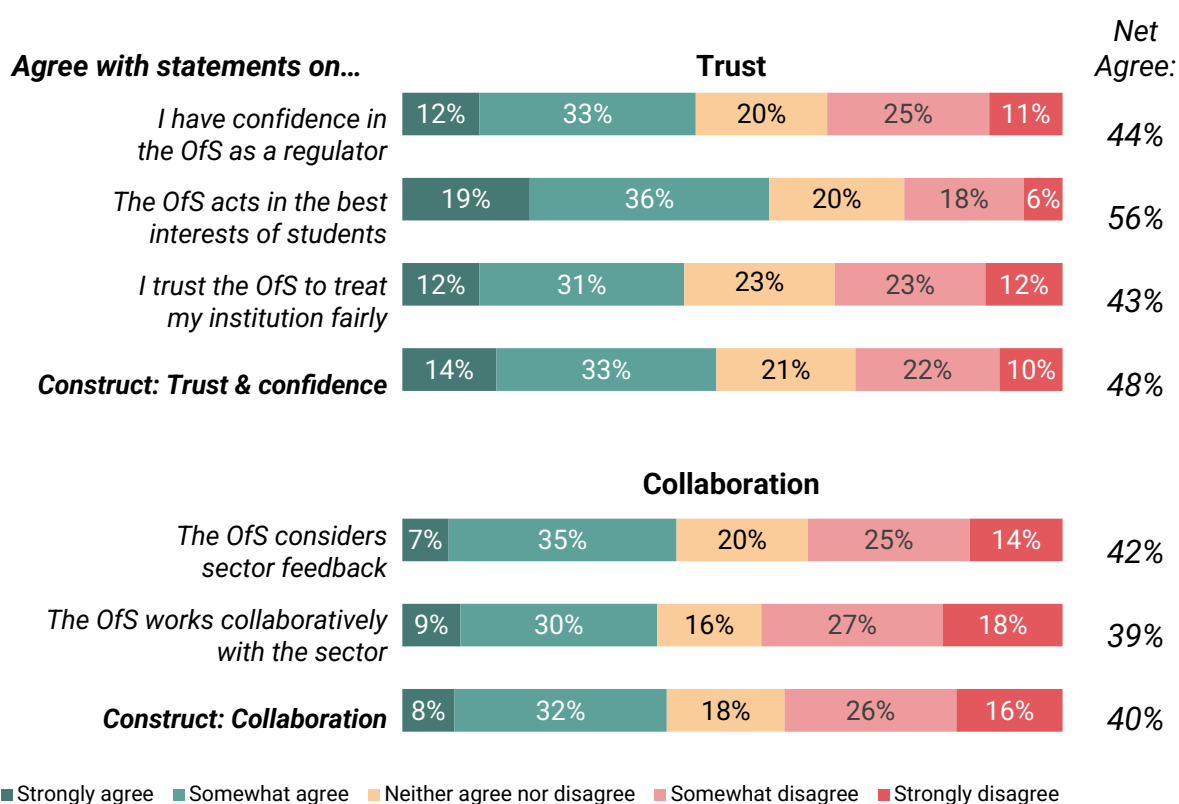 Net
Agree with statements on… Trust Agree:
I have confidence in
the OfS as a regulator
12% 33% 20% 25% 11% 44%
The OfS acts in the best
interests of students
19% 36% 20% 18% 6% 56%
I trust the OfS to treat
my institution fairly
12% 31% 23% 23% 12% 43%
Construct: Trust & confidence 14% 33% 21% 22% 10% 48%
Collaboration
The OfS considers
sector feedback
7% 35% 20% 25% 14% 42%
The OfS works collaboratively
with the sector
9% 30% 16% 27% 18% 39%
Construct: Collaboration 8% 32% 18% 26% 16% 40%
Strongly agree Somewhat agree Neither agree nor disagree Somewhat disagree Strongly disagree